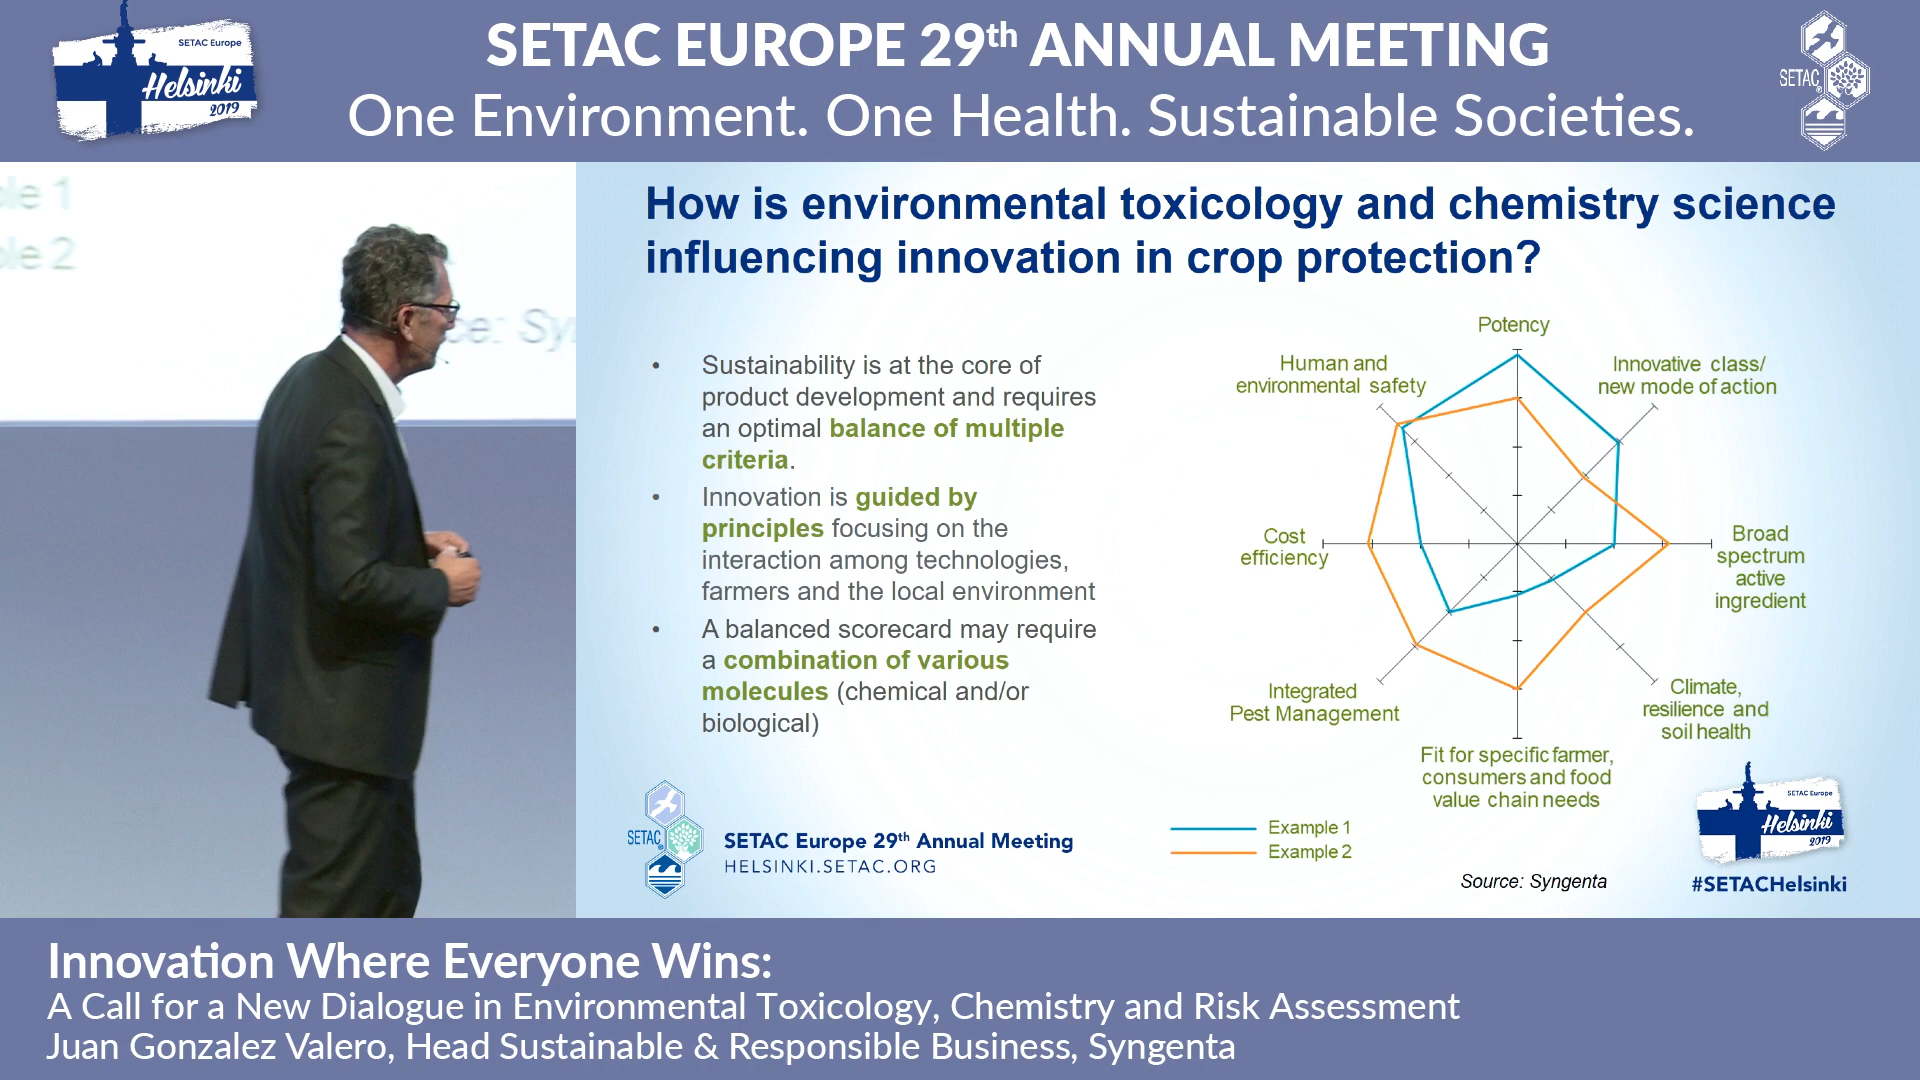 SETAC Europe
Helsinki
2019
SETAC EUROPE 29th ANNUAL MEETING
One Environment. One Health. Sustainable Societies.
SETAC
ole 1
ole 2
ce: Sy
How is environmental toxicology and chemistry science
influencing innovation in crop protection?
• Sustainability is at the core of
product development and requires
an optimal balance of multiple
criteria.
• Innovation is guided by
principles focusing on the
interaction among technologies,
farmers and the local environment
• A balanced scorecard may require
a combination of various
molecules (chemical and/or
biological)
Potency
Innovative class/
new mode of action
Broad
spectrum
active
ingredient
Climate,
resilience and
soil health
Fit for specific farmer,
consumers and food
value chain needs
Integrated
Pest Management
Cost
efficiency
Human and
environmental safety
Example 1
Example 2
Source: Syngenta
SETAC
SETAC Europe 29th Annual Meeting
HELSINKI.SETAC.ORG
SETAC Europe
Helsinki
2019
#SETACHelsinki
Innovation Where Everyone Wins:
A Call for a New Dialogue in Environmental Toxicology, Chemistry and Risk Assessment
Juan Gonzalez Valero, Head Sustainable & Responsible Business, Syngenta